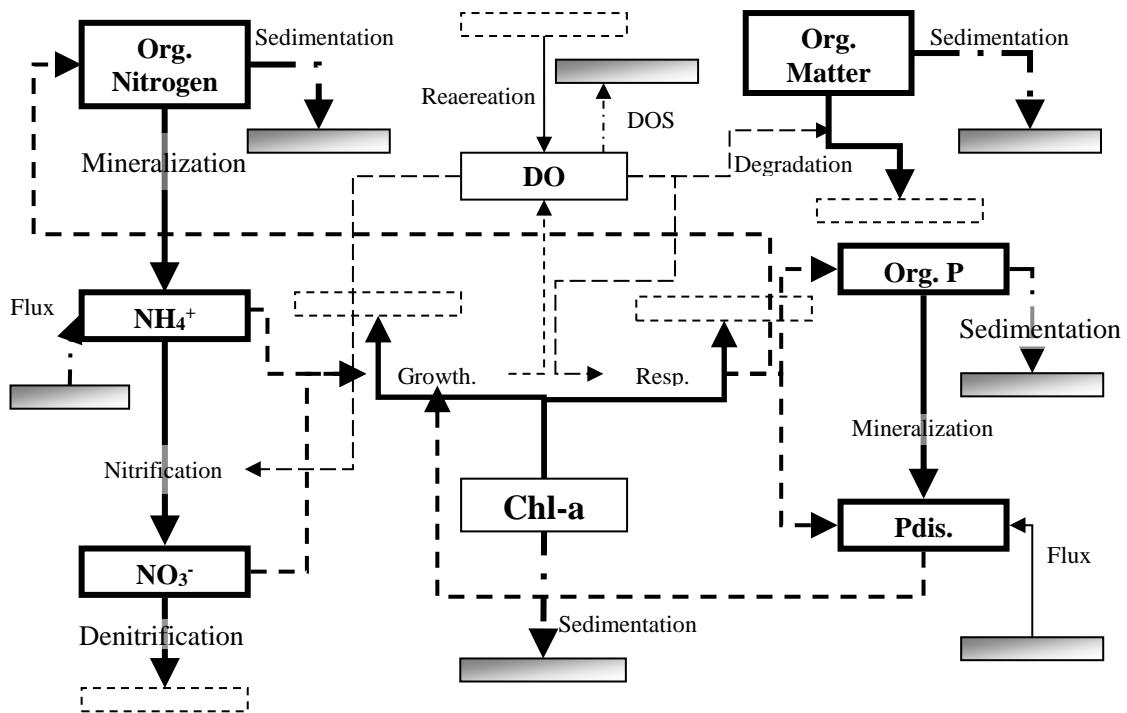 Org.
Nitrogen
Sedimentation
Org.
Matter
Sedimentation
Reaereation
DOS
Mineralization
DO
Degradation
Org. P
Flux
NH₄⁺
Sedimentation
Growth.
Resp.
Mineralization
Nitrification
Chl-a
Pdis.
Flux
NO₃⁻
Sedimentation
Denitrification